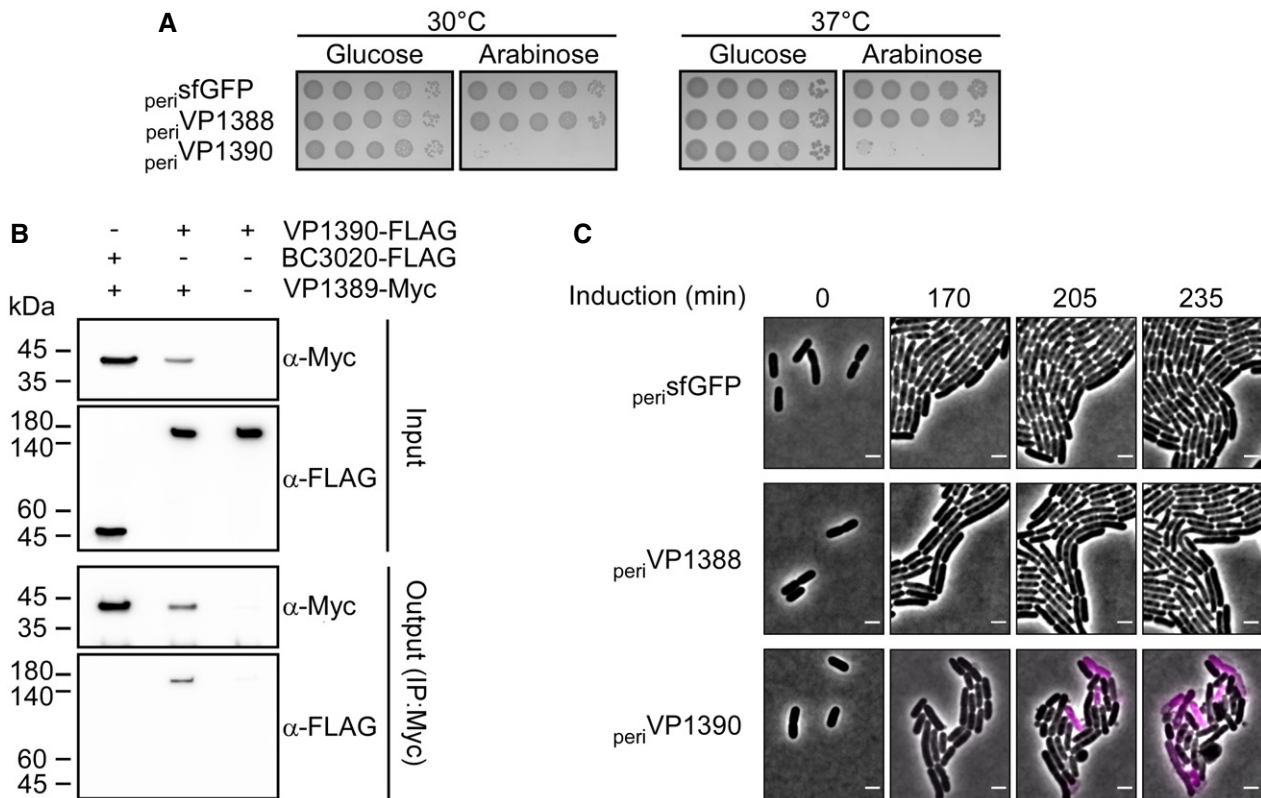 A
30°C
37°C
Glucose
Arabinose
Glucose
Arabinose
perisfGFP
periVP1388
periVP1390
B
- + + VP1390-FLAG
+ - - BC3020-FLAG
+ + - VP1389-Myc
kDa
45
35
α-Myc
180
140
60
45
α-FLAG
Input
45
35
α-Myc
180
140
60
45
α-FLAG
Output (IP:Myc)
C
Induction (min) 0 170 205 235
perisfGFP
periVP1388
periVP1390